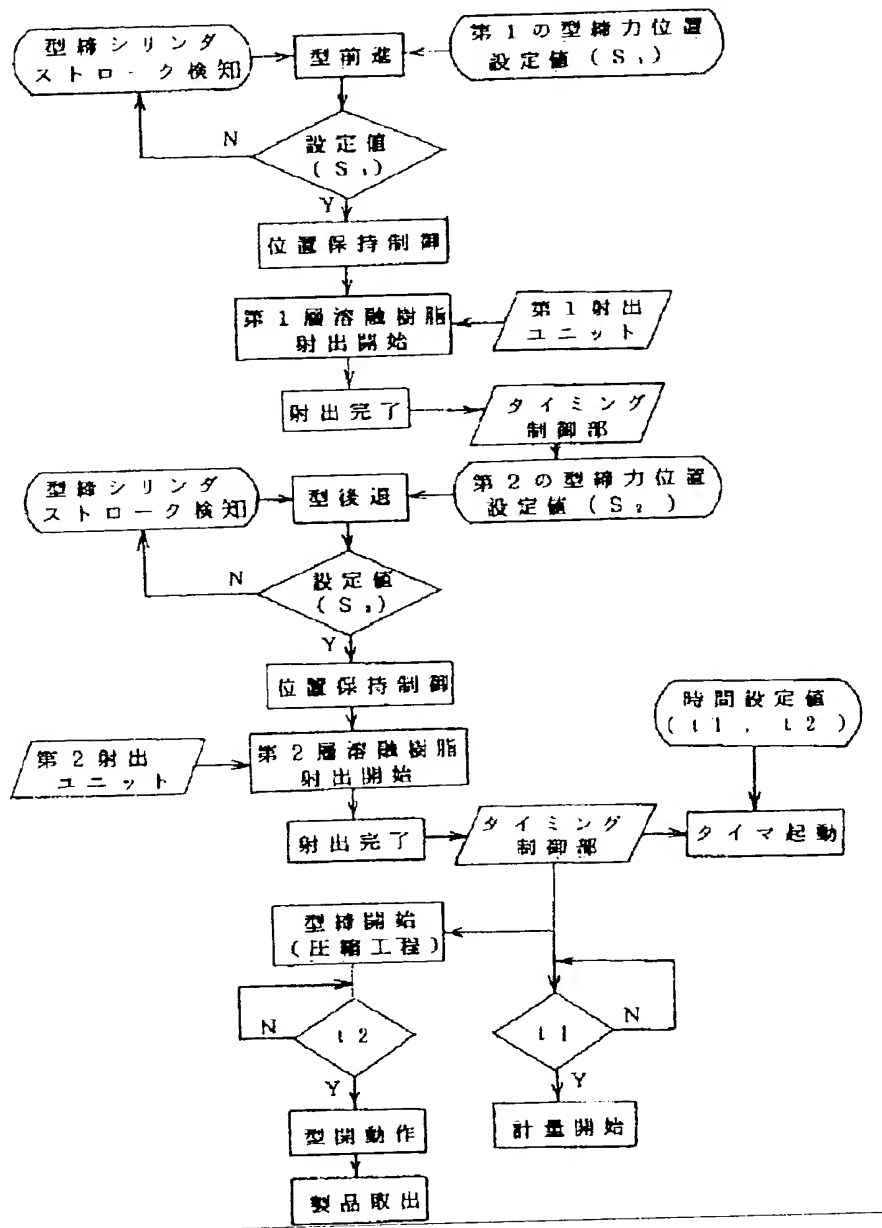 型締シリンダ
ストローク検知
型前進
第1の型締力位置
設定値(S₁)
N
設定値
(S₁)
Y
位置保持制御
第1層溶融樹脂
射出開始
第1射出
ユニット
射出完了
タイミング
制御部
型締シリンダ
ストローク検知
型後退
第2の型締力位置
設定値(S₂)
N
設定値
(S₂)
Y
位置保持制御
時間設定値
(t1,t2)
第2射出
ユニット
第2層溶融樹脂
射出開始
射出完了
タイミング
制御部
タイマ起動
型締開始
(圧縮工程)
N
t2
t1
N
Y
Y
型開動作
計量開始
製品取出